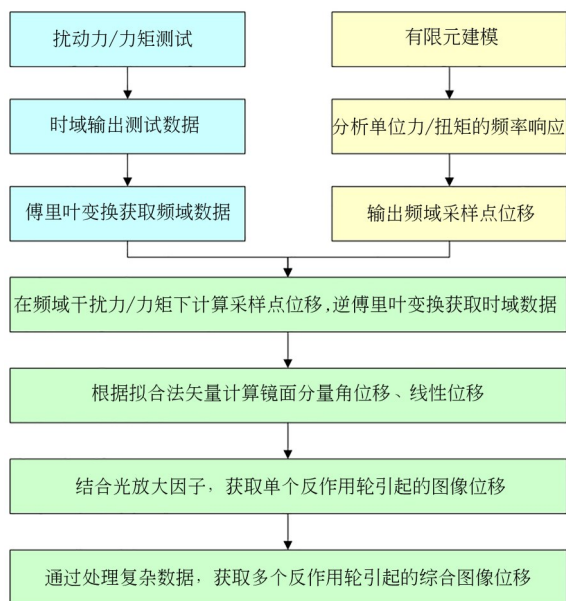 扰动力/力矩测试
有限元建模
时域输出测试数据
分析单位力/扭矩的频率响应
傅里叶变换获取频域数据
输出频域采样点位移
在频域干扰力/力矩下计算采样点位移,逆傅里叶变换获取时域数据
根据拟合法矢量计算镜面分量角位移、线性位移
结合光放大因子，获取单个反作用轮引起的图像位移
通过处理复杂数据，获取多个反作用轮引起的综合图像位移